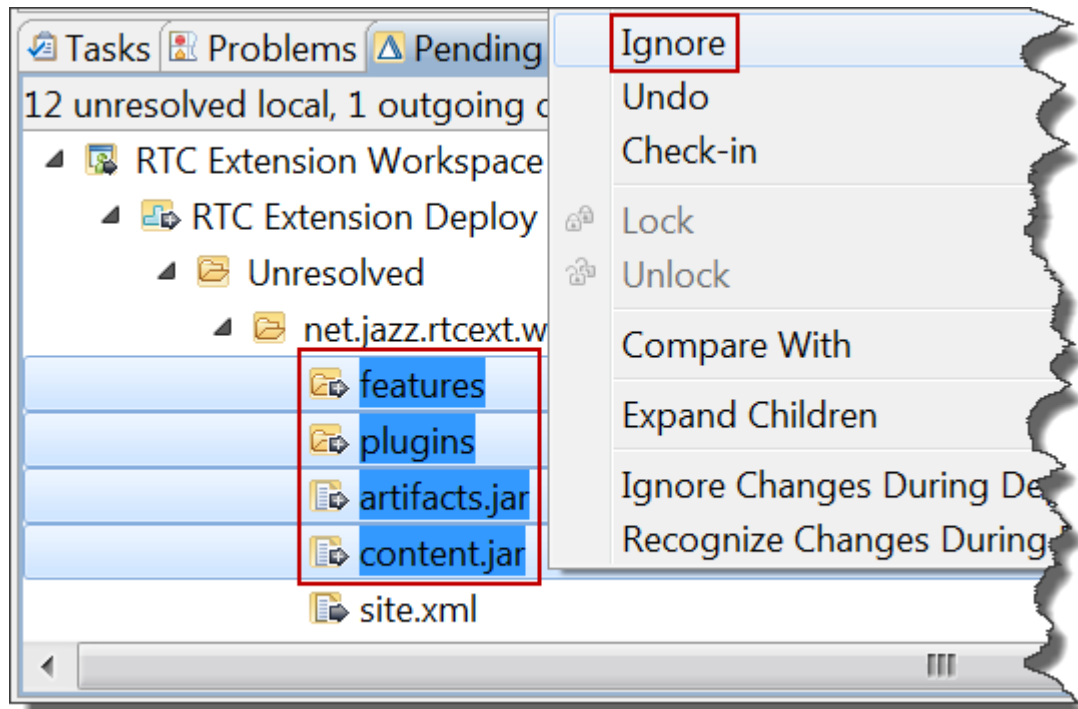 Tasks Problems Pending
12 unresolved local, 1 outgoing
RTC Extension Workspace
RTC Extension Deploy
Unresolved
net.jazz.rtcext.w
features
plugins
artifacts.jar
content.jar
site.xml
Ignore
Undo
Check-in
Lock
Unlock
Compare With
Expand Children
Ignore Changes During De
Recognize Changes During